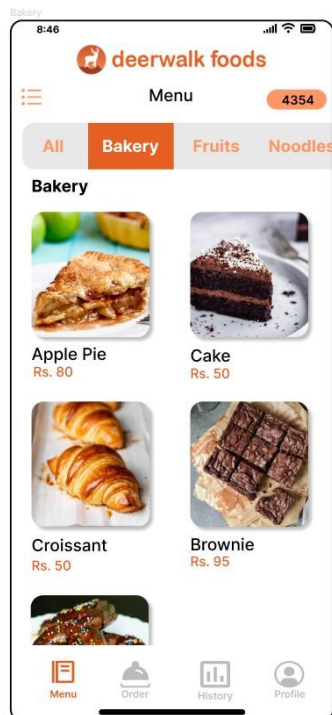 Bakery
8:46
deerwalk foods
Menu
4354
All Bakery Fruits Noodles
Bakery
Apple Pie Cake
Rs. 80 Rs. 50
Croissant Brownie
Rs. 50 Rs. 95
Menu Order History Profile